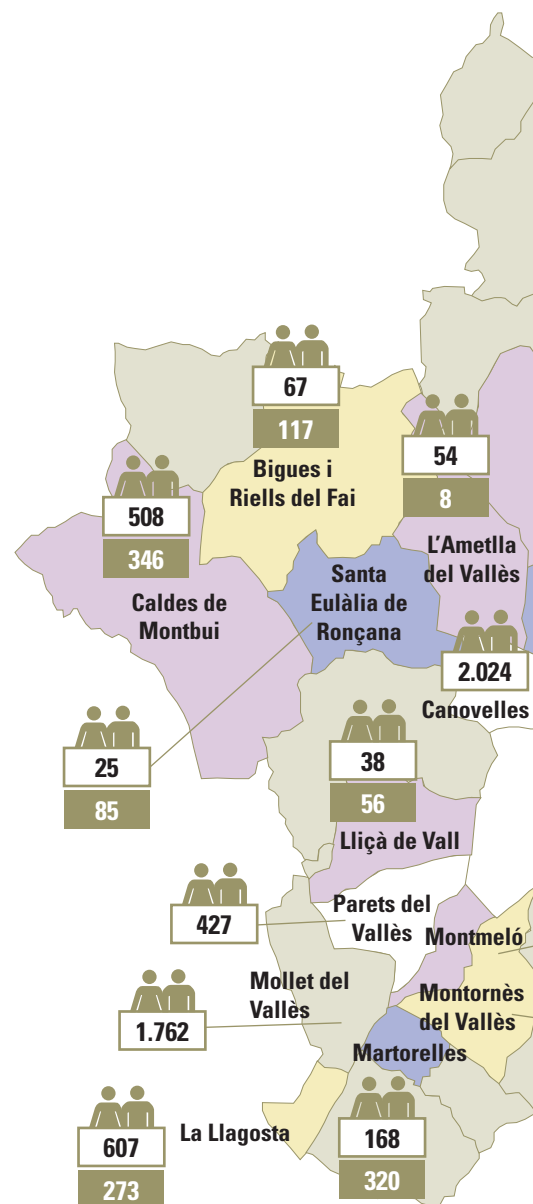 67
117
Bigues i
Riells del Fai
54
8
L’Ametlla
del Vallès
508
346
Caldes de
Montbui
Santa
Eulàlia de
Ronçana
2.024
Canovelles
25
85
38
56
Lliçà de Vall
427
Parets del
Vallès
Montmeló
Mollet del
Vallès
1.762
Montornès
del Vallès
Martorelles
La Llagosta
607
273
168
320